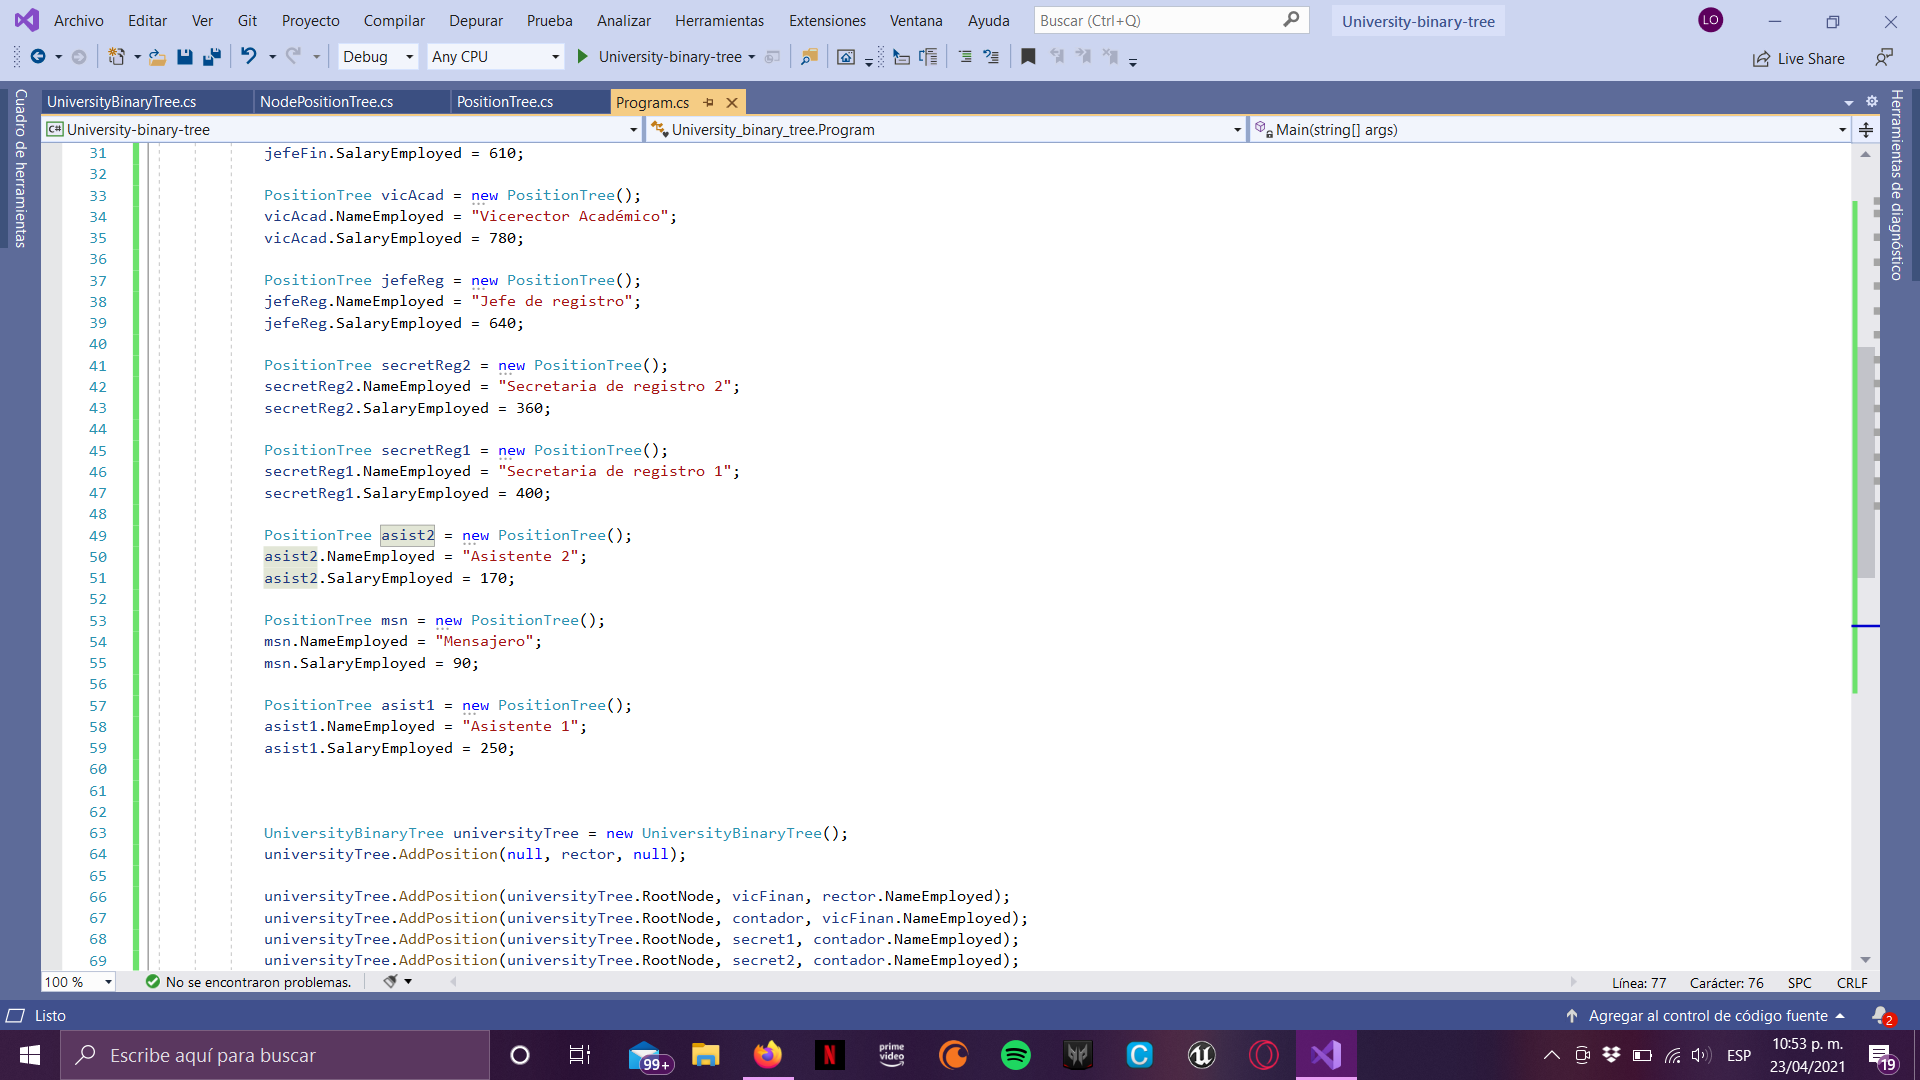 Archivo Editar Ver Git Proyecto Compilar Depurar Prueba Analizar Herramientas Extensiones Ventana Ayuda Buscar (Ctrl+Q) University-binary-tree LO
Debug Any CPU University-binary-tree Live Share
Cuadro de herramientas
UniversityBinaryTree.cs NodePositionTree.cs PositionTree.cs Program.cs
C# University-binary-tree University_binary_tree.Program Main(string[] args)
31 jefeFin.SalaryEmployed = 610;
32
33 PositionTree vicAcad = new PositionTree();
34 vicAcad.NameEmployed = "Vicerector Académico";
35 vicAcad.SalaryEmployed = 780;
36
37 PositionTree jefeReg = new PositionTree();
38 jefeReg.NameEmployed = "Jefe de registro";
39 jefeReg.SalaryEmployed = 640;
40
41 PositionTree secretReg2 = new PositionTree();
42 secretReg2.NameEmployed = "Secretaria de registro 2";
43 secretReg2.SalaryEmployed = 360;
44
45 PositionTree secretReg1 = new PositionTree();
46 secretReg1.NameEmployed = "Secretaria de registro 1";
47 secretReg1.SalaryEmployed = 400;
48
49 PositionTree asist2 = new PositionTree();
50 asist2.NameEmployed = "Asistente 2";
51 asist2.SalaryEmployed = 170;
52
53 PositionTree msn = new PositionTree();
54 msn.NameEmployed = "Mensajero";
55 msn.SalaryEmployed = 90;
56
57 PositionTree asist1 = new PositionTree();
58 asist1.NameEmployed = "Asistente 1";
59 asist1.SalaryEmployed = 250;
60
61
62
63 UniversityBinaryTree universityTree = new UniversityBinaryTree();
64 universityTree.AddPosition(null, rector, null);
65
66 universityTree.AddPosition(universityTree.RootNode, vicFinan, rector.NameEmployed);
67 universityTree.AddPosition(universityTree.RootNode, contador, vicFinan.NameEmployed);
68 universityTree.AddPosition(universityTree.RootNode, secret1, contador.NameEmployed);
69 universityTree.AddPosition(universityTree.RootNode, secret2, contador.NameEmployed);
Herramientas de diagnóstico
100 % No se encontraron problemas. Línea: 77 Carácter: 76 SPC CRLF
Listo Agregar al control de código fuente 2
Escribe aquí para buscar 99+ N prime video ESP 10:53 p. m. 19
23/04/2021